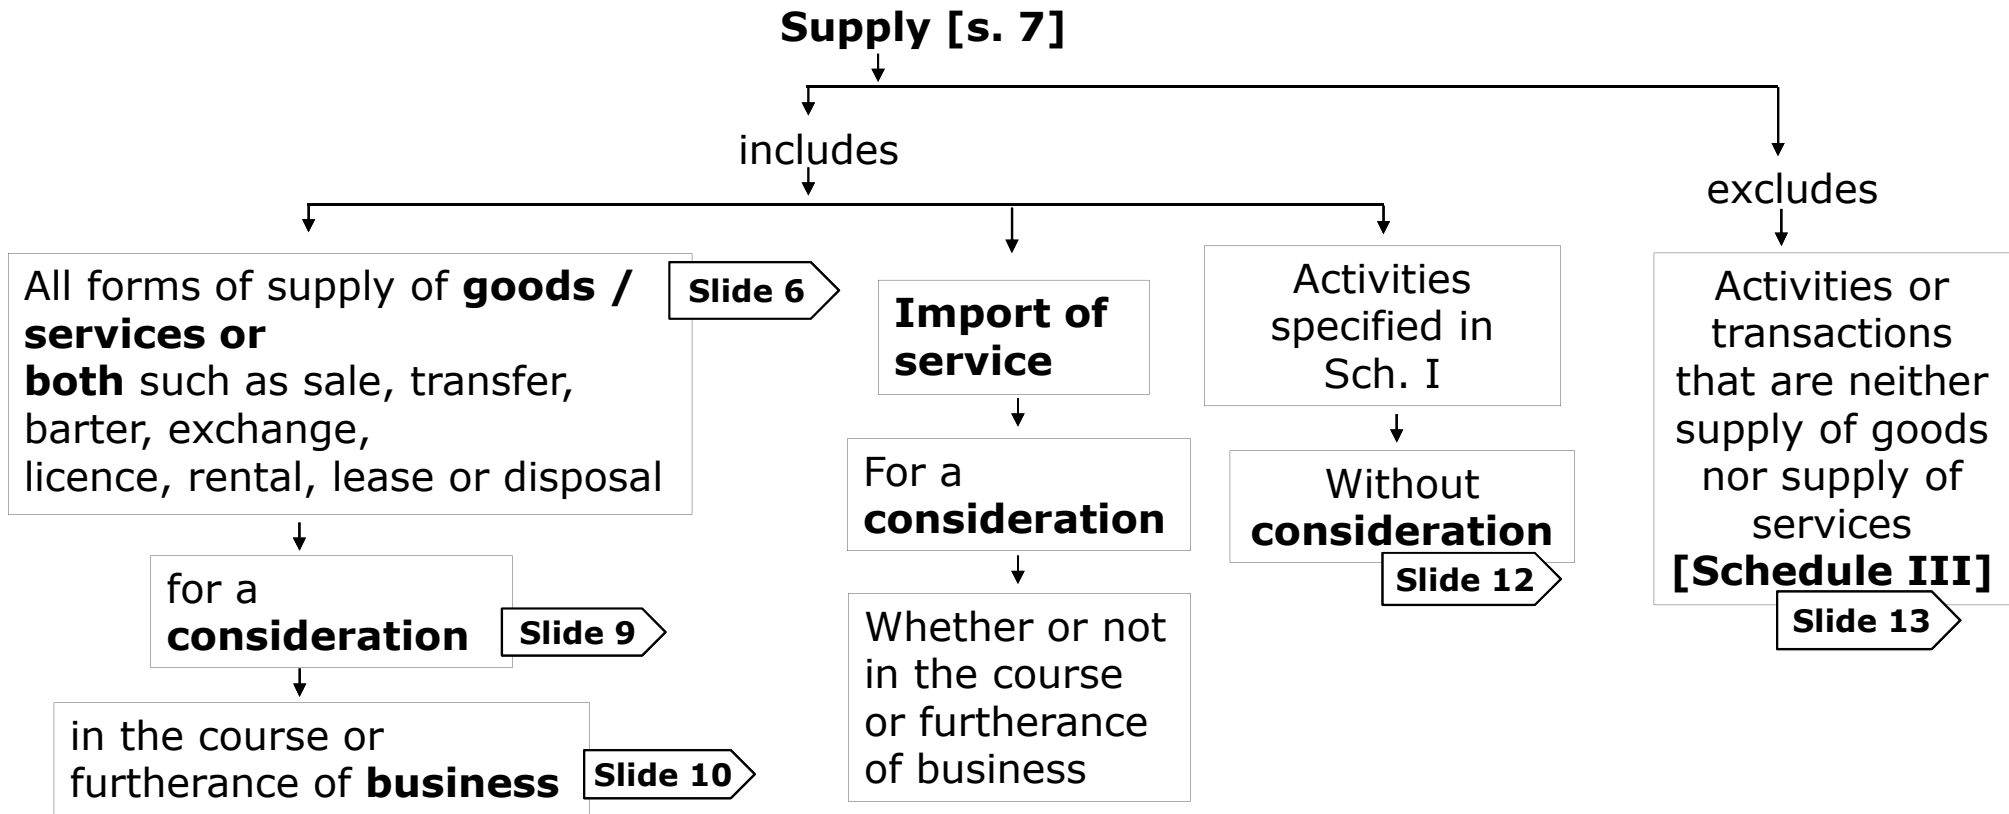 Supply [s. 7]
includes
excludes
All forms of supply of goods /
services or
both such as sale, transfer,
barter, exchange,
licence, rental, lease or disposal
Slide 6
for a
consideration
Slide 9
in the course or
furtherance of business
Slide 10
Import of
service
For a
consideration
Whether or not
in the course
or furtherance
of business
Activities
specified in
Sch. I
Without
consideration
Slide 12
Activities or
transactions
that are neither
supply of goods
nor supply of
services
[Schedule III]
Slide 13